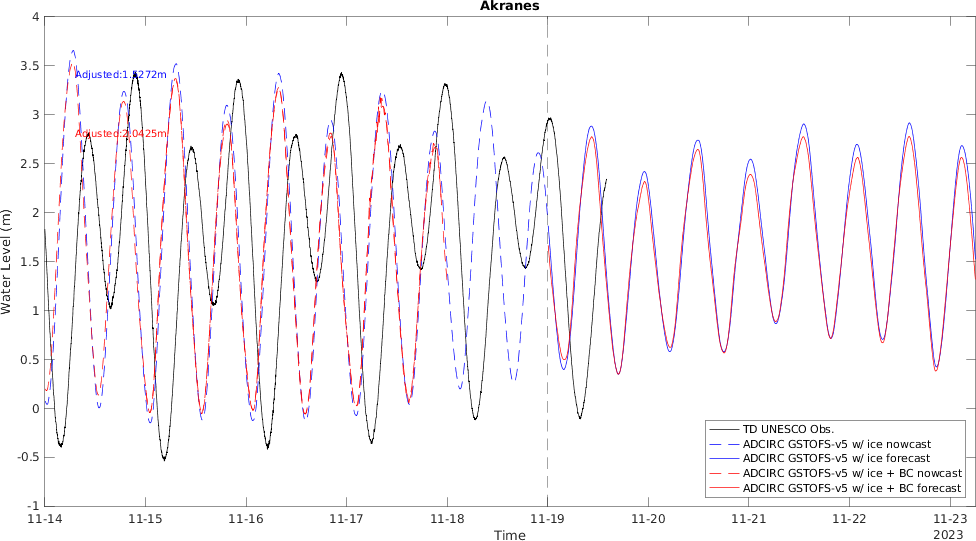 Akranes
4
3.5
3
2.5
2
1.5
1
0.5
0
-0.5
-1
Water Level (m)
Adjusted:2.0425m
11-14
11-15
11-16
11-17
11-18
11-19
11-20
11-21
11-22
11-23
2023
Time
TD UNESCO Obs.
ADCIRC GSTOFS-v5 w/ ice nowcast
ADCIRC GSTOFS-v5 w/ ice forecast
ADCIRC GSTOFS-v5 w/ ice + BC nowcast
ADCIRC GSTOFS-v5 w/ ice + BC forecast